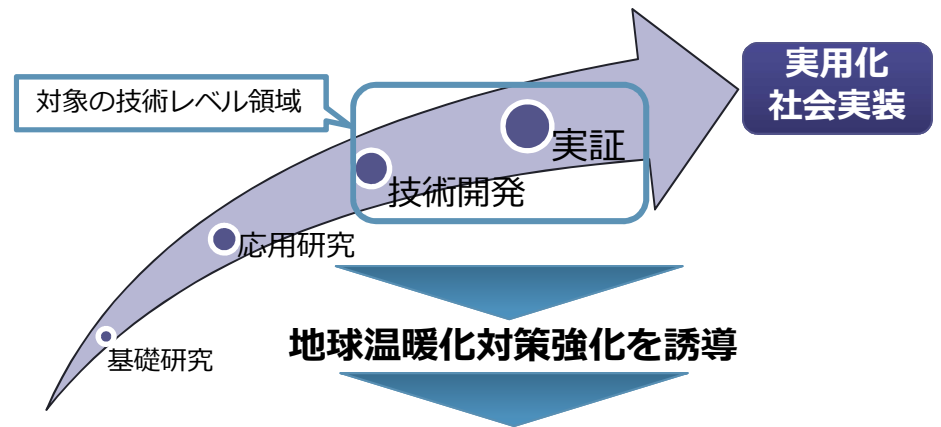 実用化
社会実装
対象の技術レベル領域
実証
技術開発
応用研究
基礎研究
地球温暖化対策強化を誘導